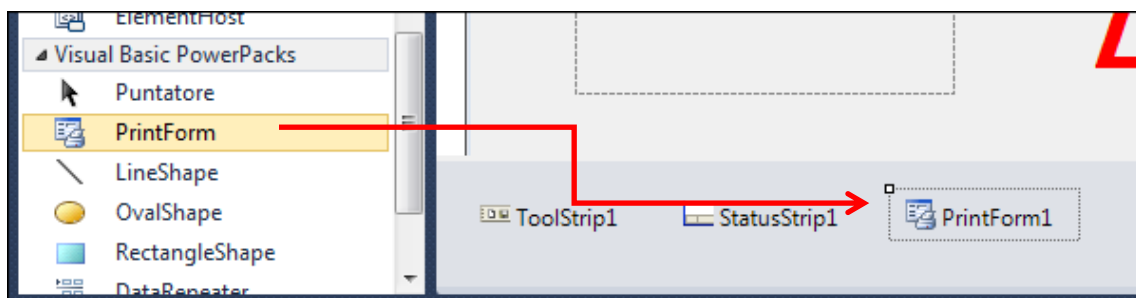 ElementHost
Visual Basic PowerPacks
Puntatore
PrintForm
LineShape
OvalShape
RectangleShape
DataRepeater
ToolStrip1
StatusStrip1
PrintForm1